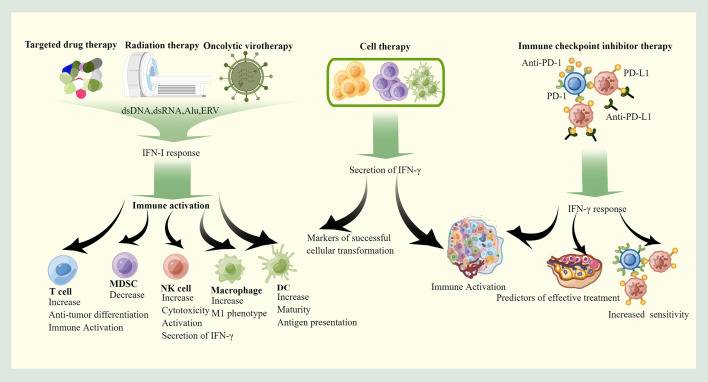 Targeted drug therapy
Radiation therapy
Oncolytic virotherapy
Cell therapy
Immune checkpoint inhibitor therapy
Anti-PD-1
PD-L1
PD-1
Anti-PD-L1
dsDNA,dsRNA,Alu,ERV
IFN-I response
Secretion of IFN-γ
Immune activation
IFN-γ response
Markers of successful
cellular transformation
T cell
Increase
Anti-tumor differentiation
Immune Activation
MDSC
Decrease
NK cell
Increase
Cytotoxicity
Activation
Secretion of IFN-γ
Macrophage
Increase
M1 phenotype
DC
Increase
Maturity
Antigen presentation
Immune Activation
Predictors of effective treatment
Increased sensitivity